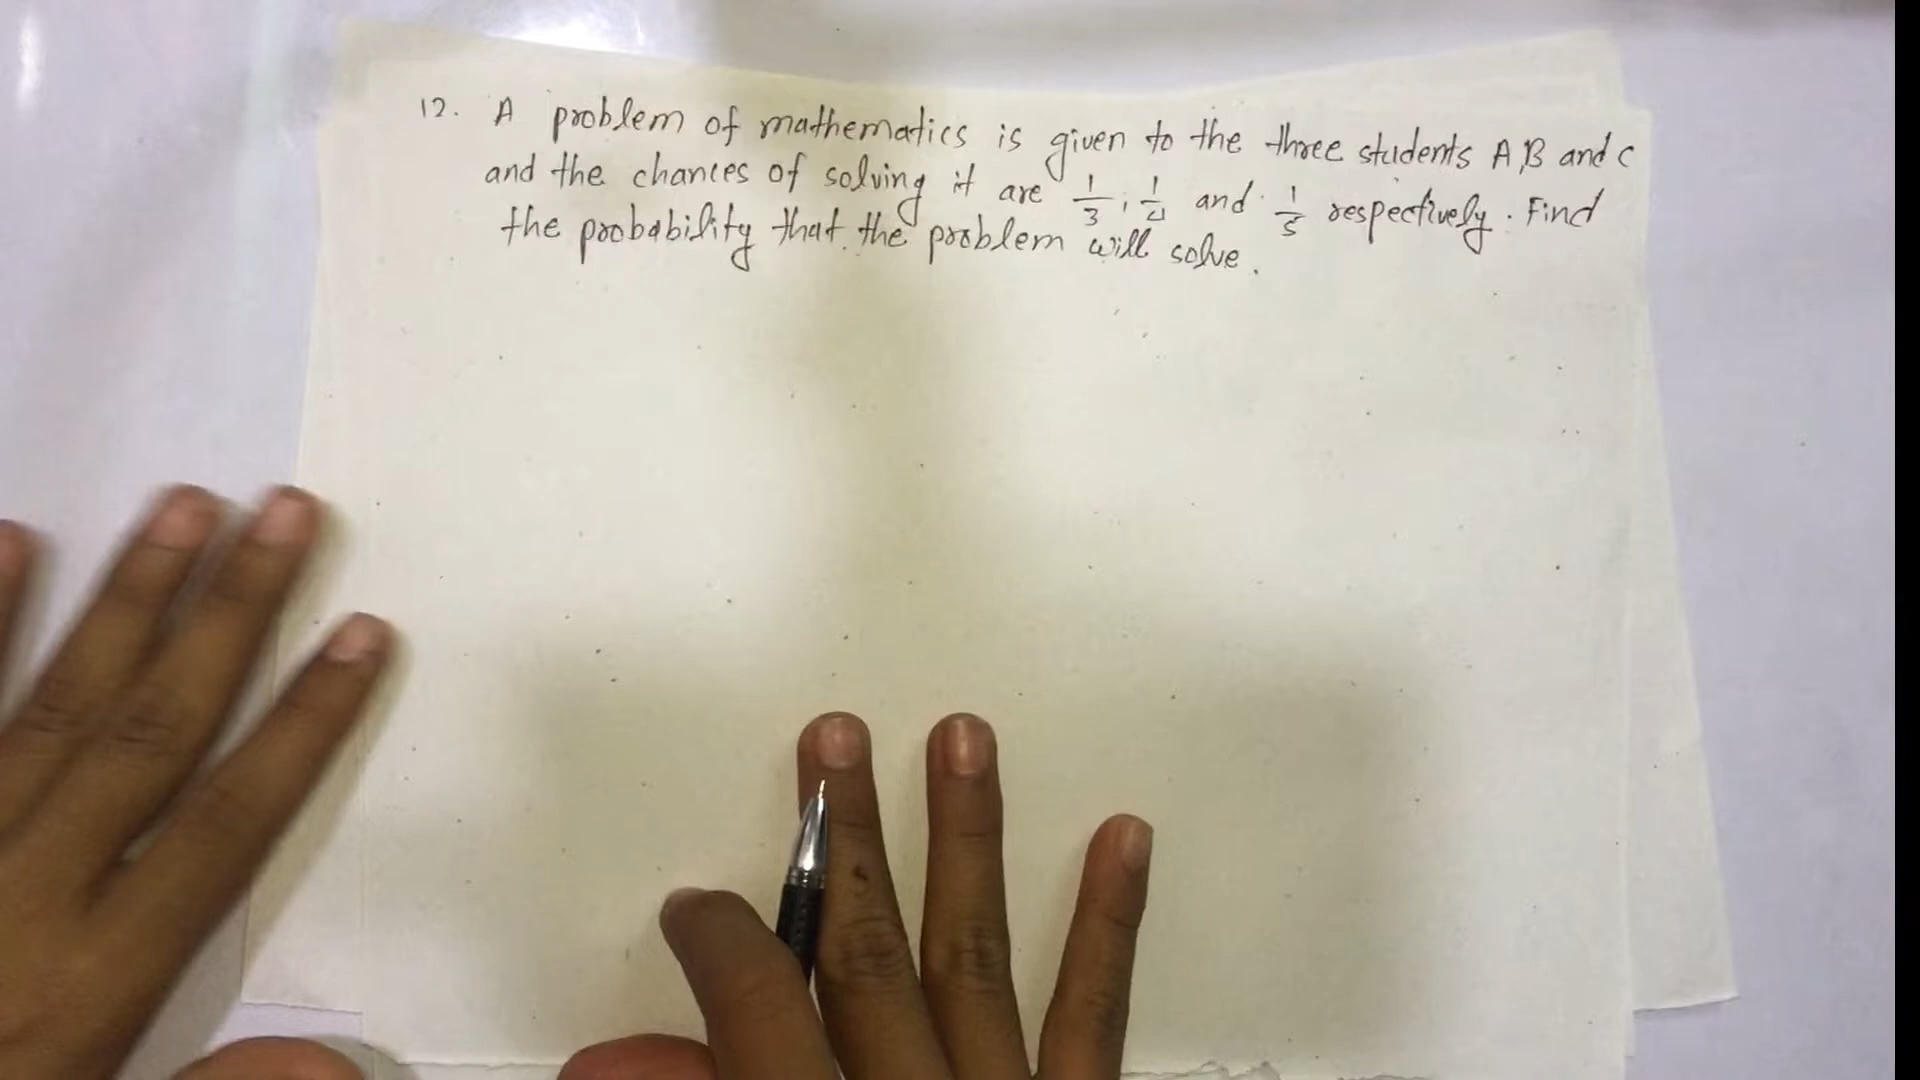 12. A problem of mathematics is given to the three students A,B and C
and the chances of solving it are 1/3, 1/4 and 1/5 respectively. Find
the probability that the problem will solve.